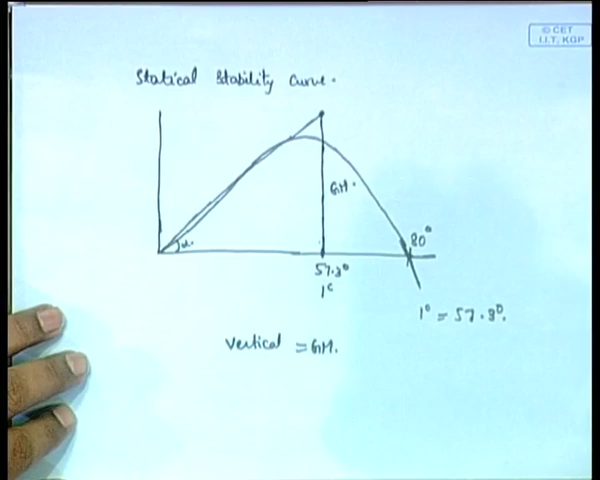 © CET
I.I.T. KGP
Statical Stability Curve.
GM.
α.
80°
57.3°
1ᶜ
1ᶜ = 57.3°.
Vertical = GM.